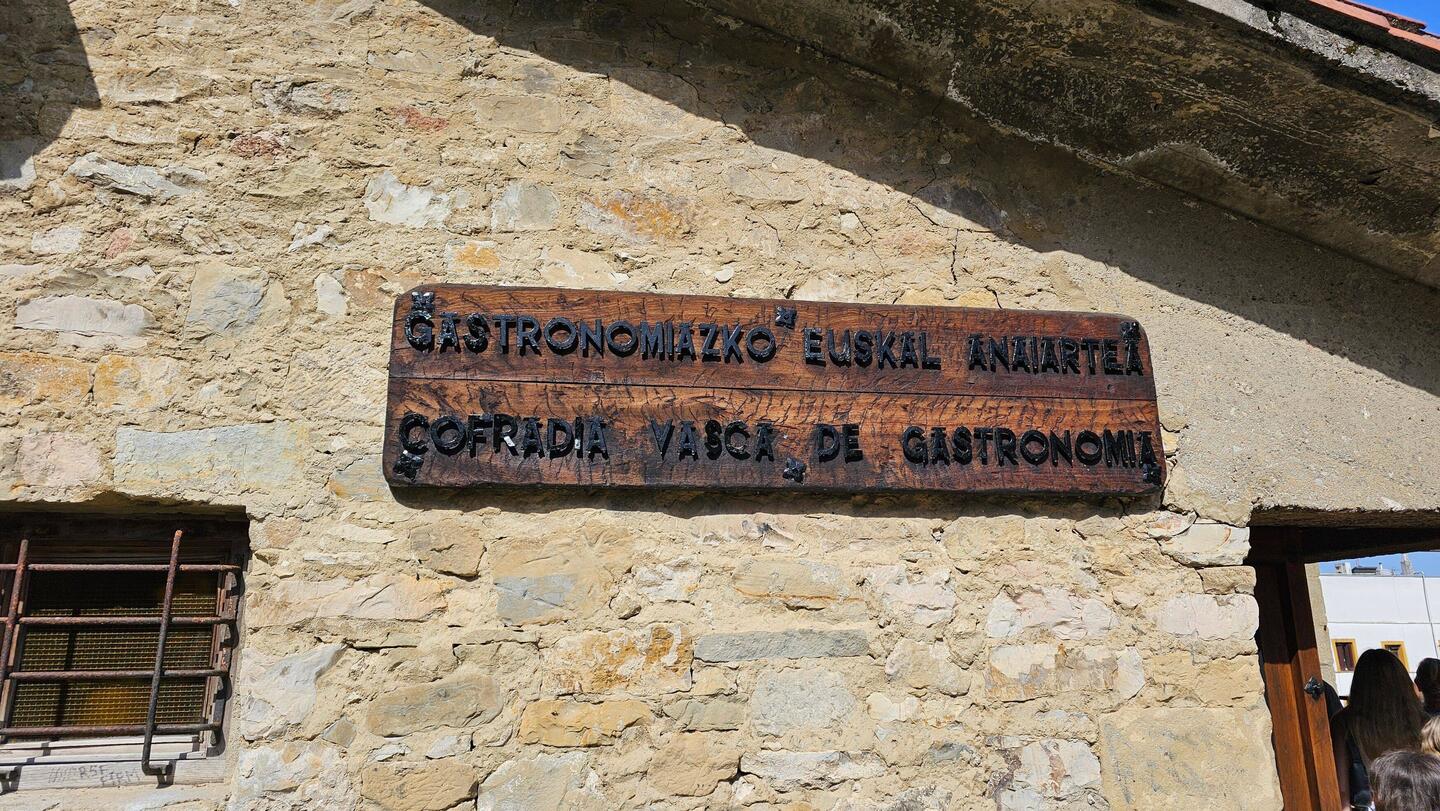 GASTRONOMIAZKO EUSKAL ANAIARTEA
COFRADIA VASCA DE GASTRONOMIA